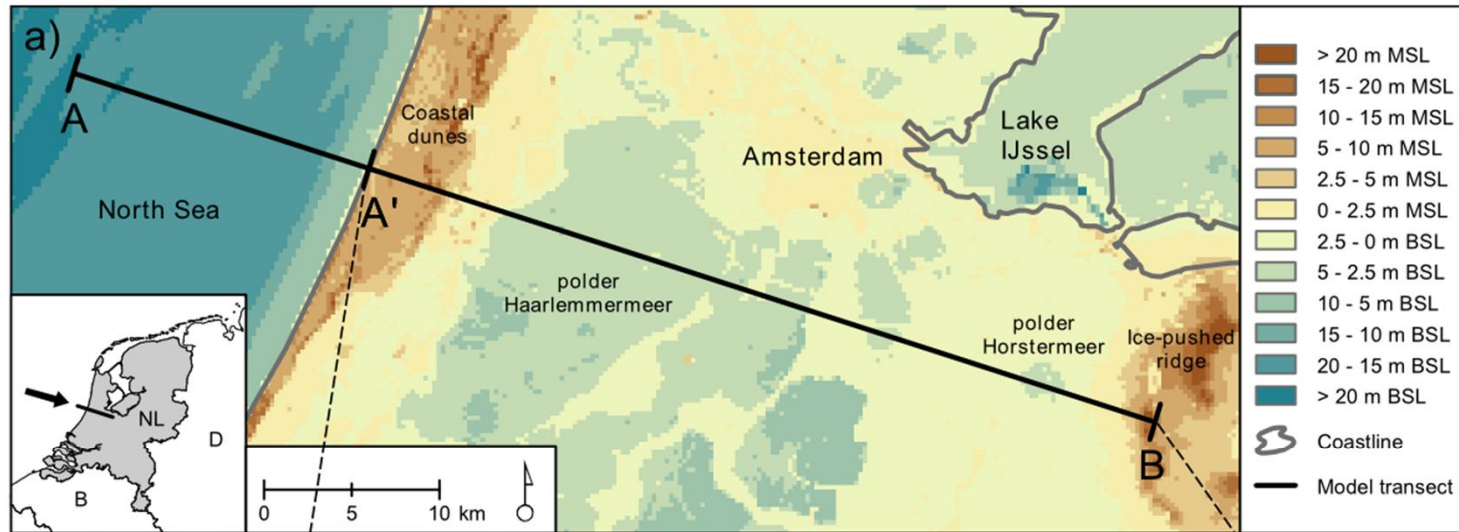 a)
A
North Sea
Coastal
dunes
A'
polder
Haarlemmermeer
Amsterdam
Lake
IJssel
polder
Horstermeer
Ice-pushed
ridge
B
NL
D
B
0 5 10 km
> 20 m MSL
15 - 20 m MSL
10 - 15 m MSL
5 - 10 m MSL
2.5 - 5 m MSL
0 - 2.5 m MSL
2.5 - 0 m BSL
5 - 2.5 m BSL
10 - 5 m BSL
15 - 10 m BSL
20 - 15 m BSL
> 20 m BSL
Coastline
Model transect